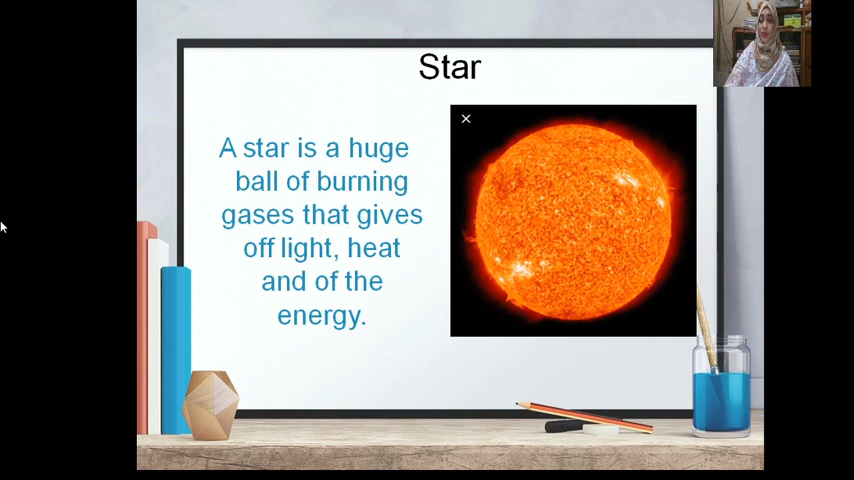 Star
A star is a huge
ball of burning
gases that gives
off light, heat
and of the
energy.